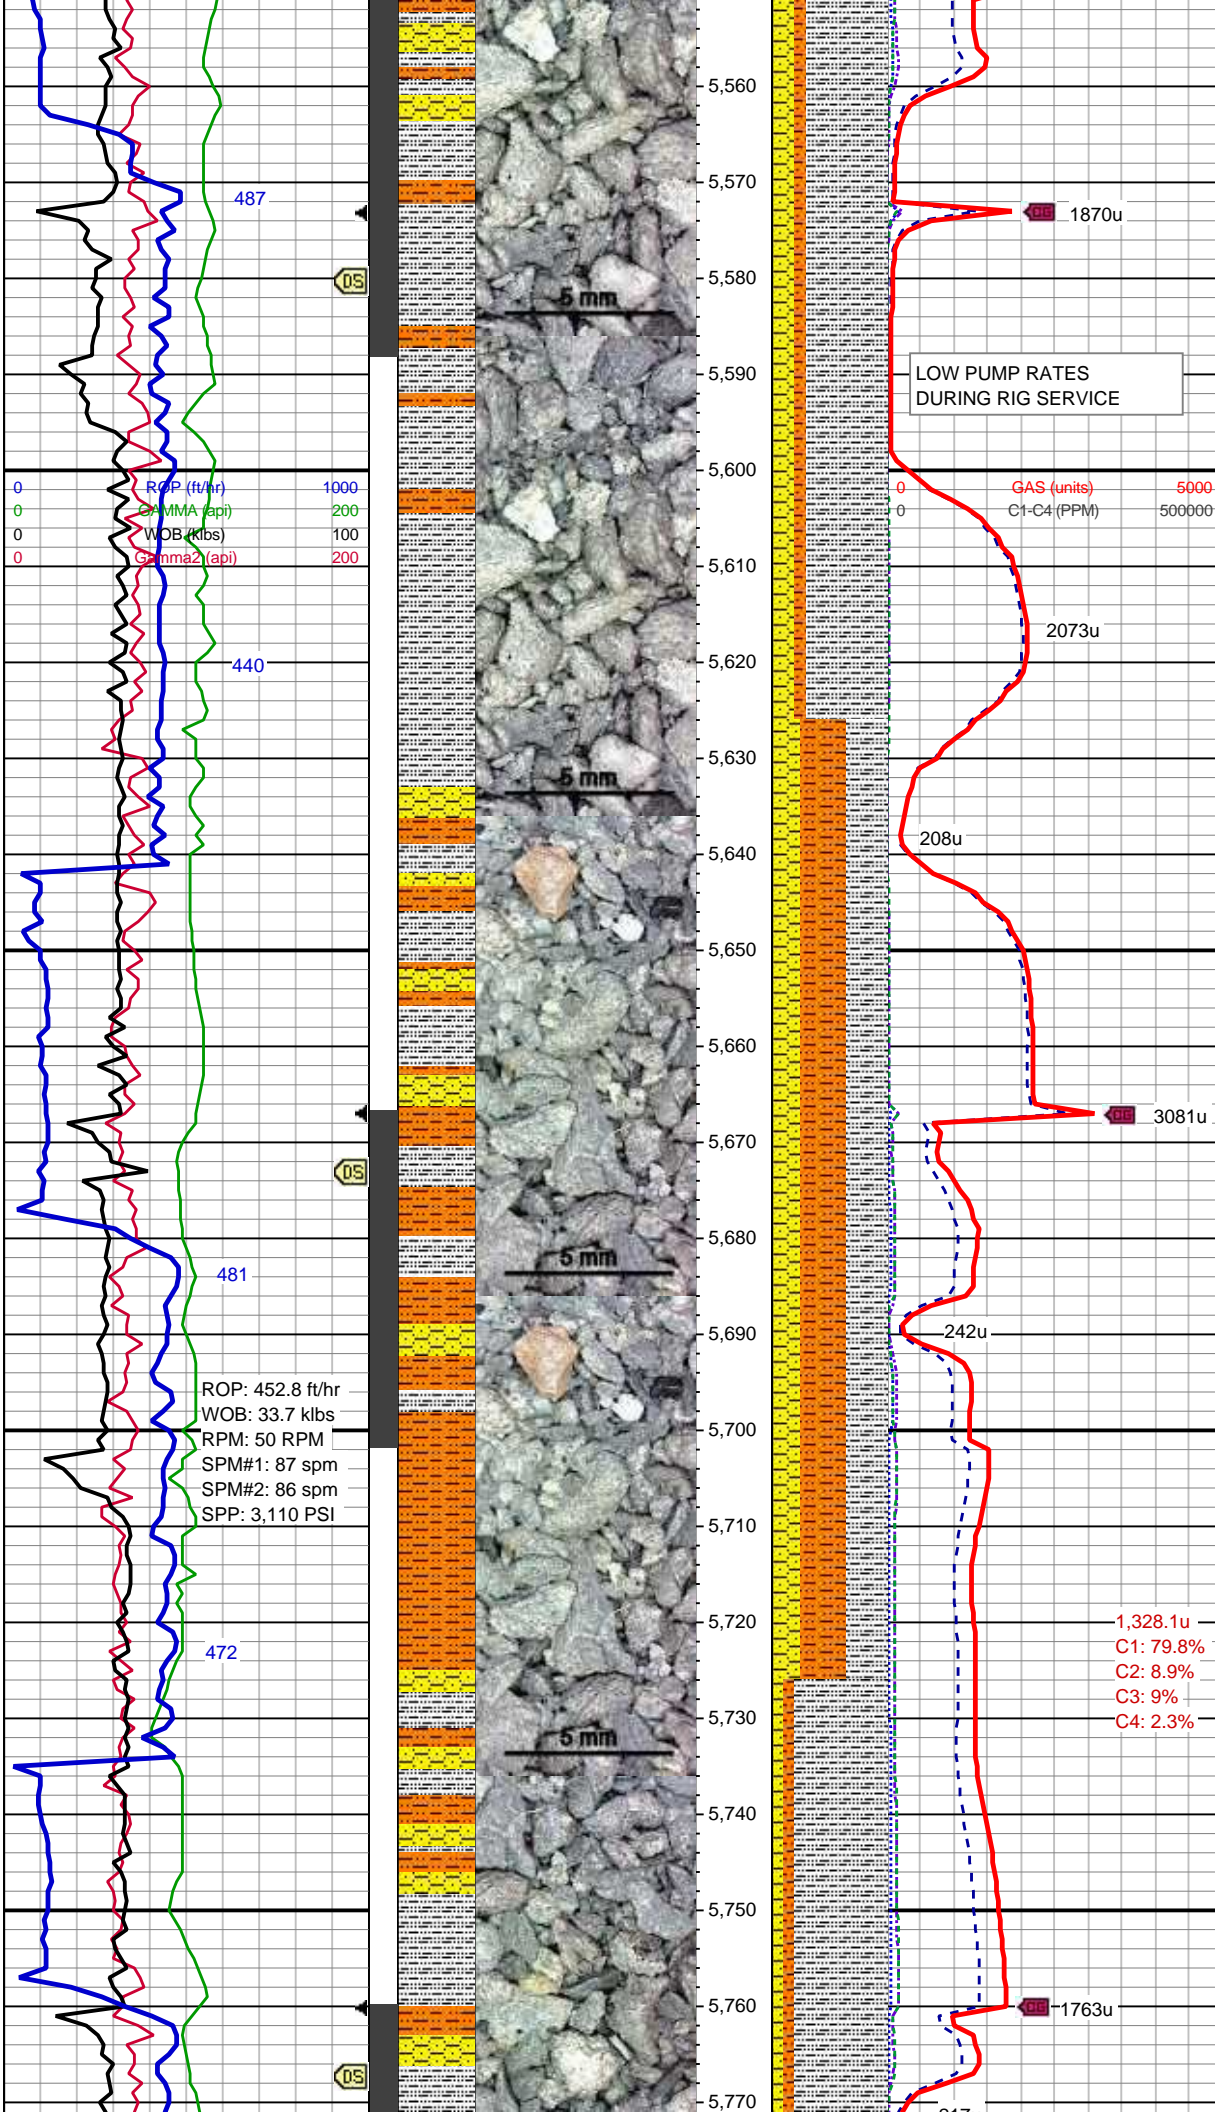 5,560
5,570
487
CG 1870u
DS
5,580
5 mm
5,590
LOW PUMP RATES
DURING RIG SERVICE
5,600
0 ROP (ft/hr) 1000
0 GAMMA (api) 200
0 WOB (klbs) 100
0 Gamma2 (api) 200
0 GAS (units) 5000
0 C1-C4 (PPM) 500000
5,610
2073u
5,620
440
5,630
5 mm
208u
5,640
5,650
5,660
CG 3081u
5,670
DS
5,680
5 mm
481
5,690
242u
ROP: 452.8 ft/hr
WOB: 33.7 klbs
RPM: 50 RPM
SPM#1: 87 spm
SPM#2: 86 spm
SPP: 3,110 PSI
5,700
5,710
5,720
472
1,328.1u
C1: 79.8%
C2: 8.9%
C3: 9%
C4: 2.3%
5,730
5 mm
5,740
5,750
5,760
CG 1763u
DS
5,770